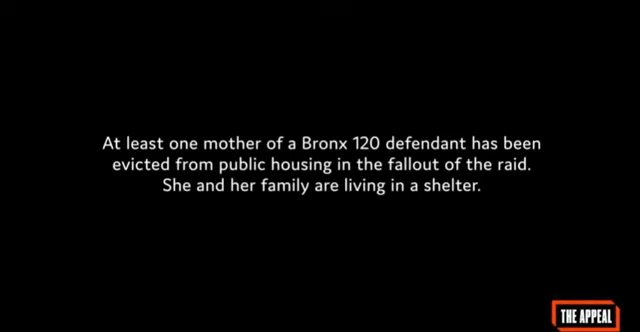 At least one mother of a Bronx 120 defendant has been
evicted from public housing in the fallout of the raid.
She and her family are living in a shelter.
THE APPEAL